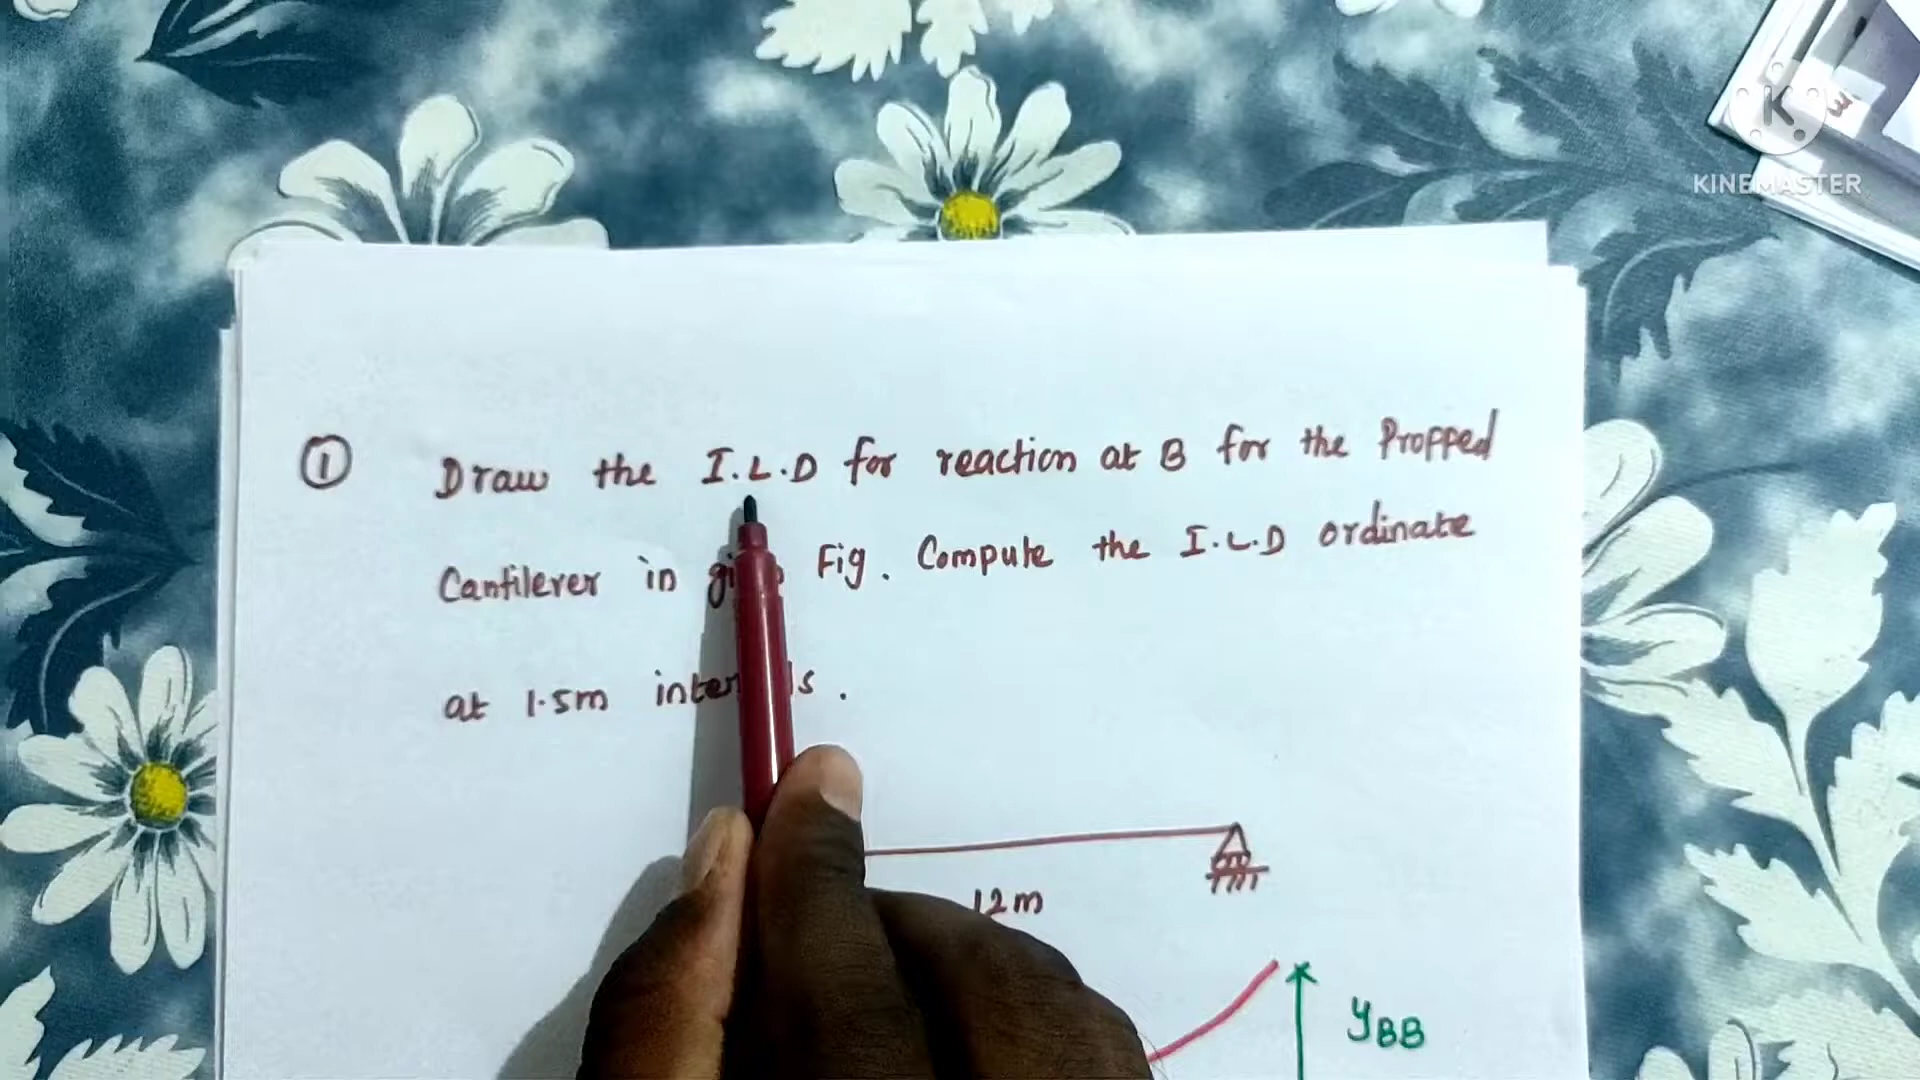 K
KINEMASTER
① Draw the I.L.D for reaction at B for the Propped
Cantilever in Fig. Compute the I.L.D ordinate
at 1.5m
12m
yBB